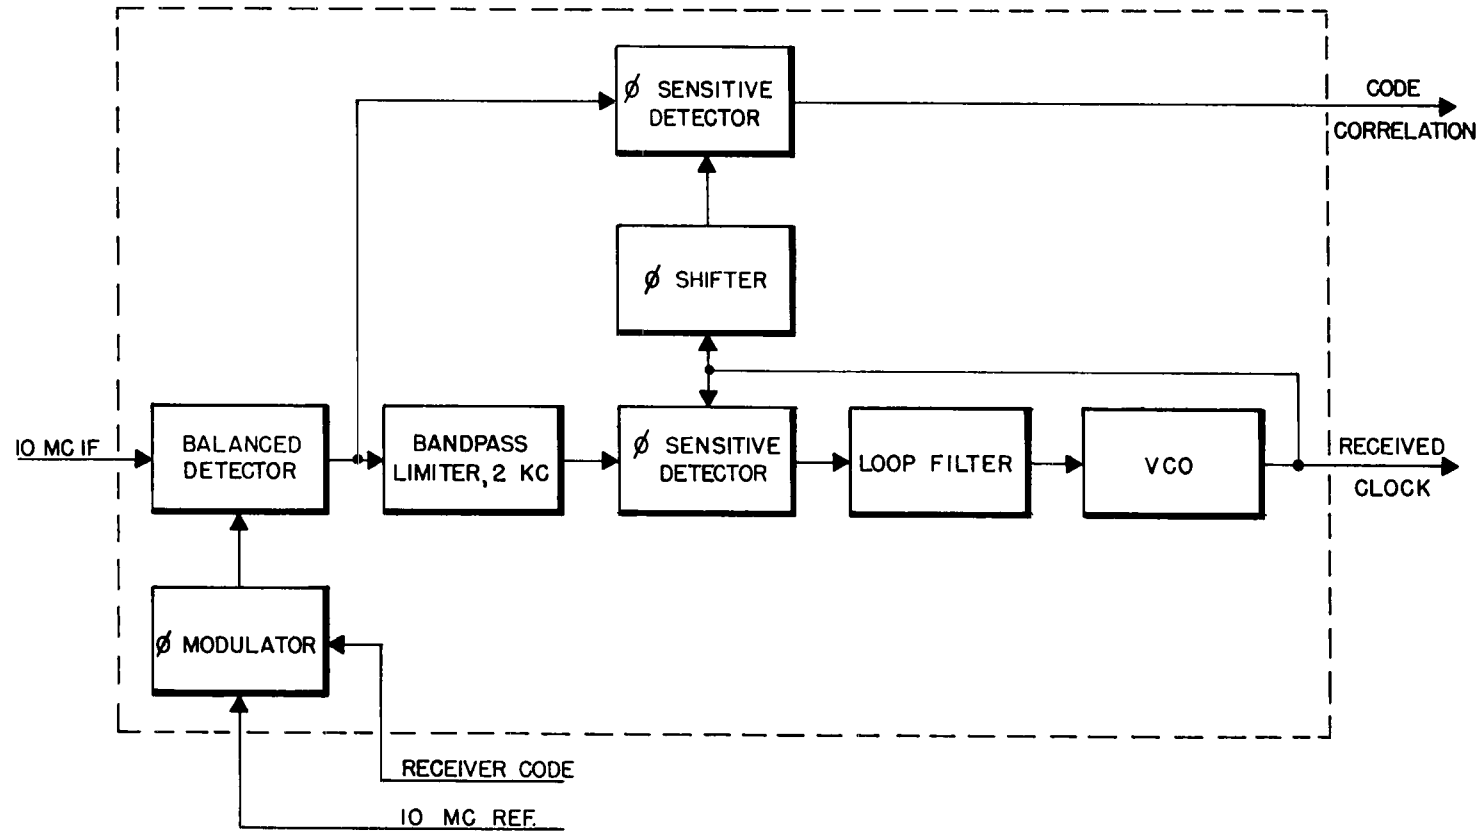 Ø SENSITIVE
DETECTOR
CODE
CORRELATION
Ø SHIFTER
10 MC IF
BALANCED
DETECTOR
BANDPASS
LIMITER, 2 KC
Ø SENSITIVE
DETECTOR
LOOP FILTER
VCO
RECEIVED
CLOCK
Ø MODULATOR
RECEIVER CODE
10 MC REF.